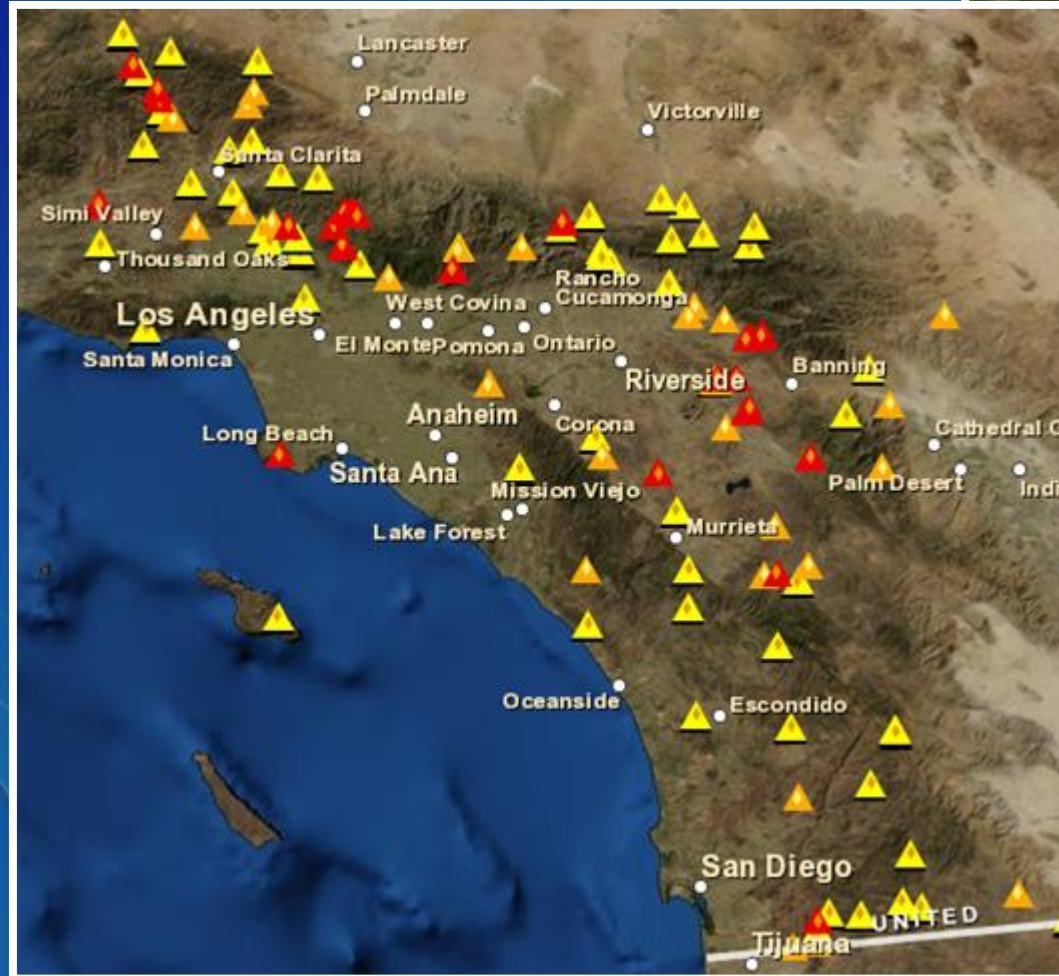 Lancaster
Palmdale
Victorville
Santa Clarita
Simi Valley
Thousand Oaks
Rancho
Cucamonga
West Covina
Los Angeles
El Monte
Pomona
Ontario
Santa Monica
Riverside
Banning
Anaheim
Corona
Long Beach
Cathedral C
Santa Ana
Mission Viejo
Palm Desert
Indi
Lake Forest
Murrieta
Oceanside
Escondido
San Diego
UNITED
Tijuana